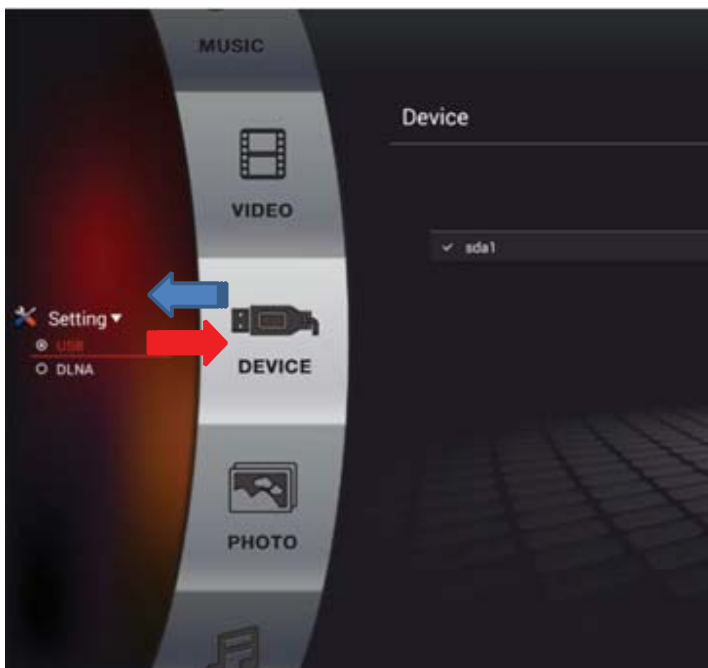 MUSIC
Device
VIDEO
sda1
Setting
USB
DLNA
DEVICE
PHOTO